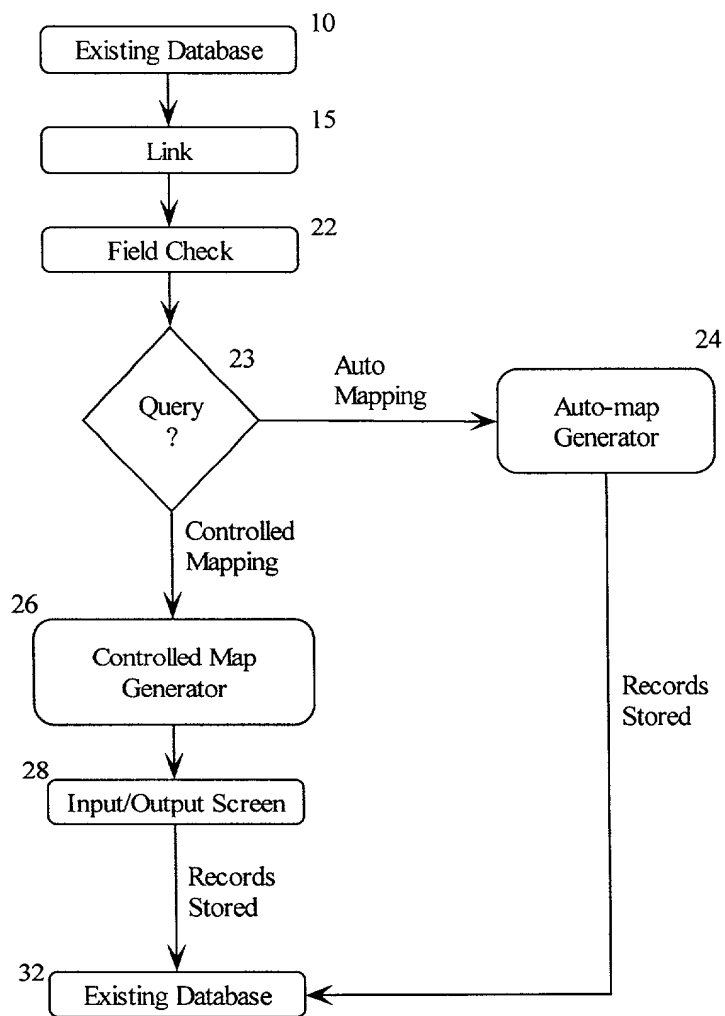 10
Existing Database
15
Link
22
Field Check
23
Query
?
Auto
Mapping
24
Auto-map
Generator
Controlled
Mapping
26
Controlled Map
Generator
Records
Stored
28
Input/Output Screen
Records
Stored
32
Existing Database